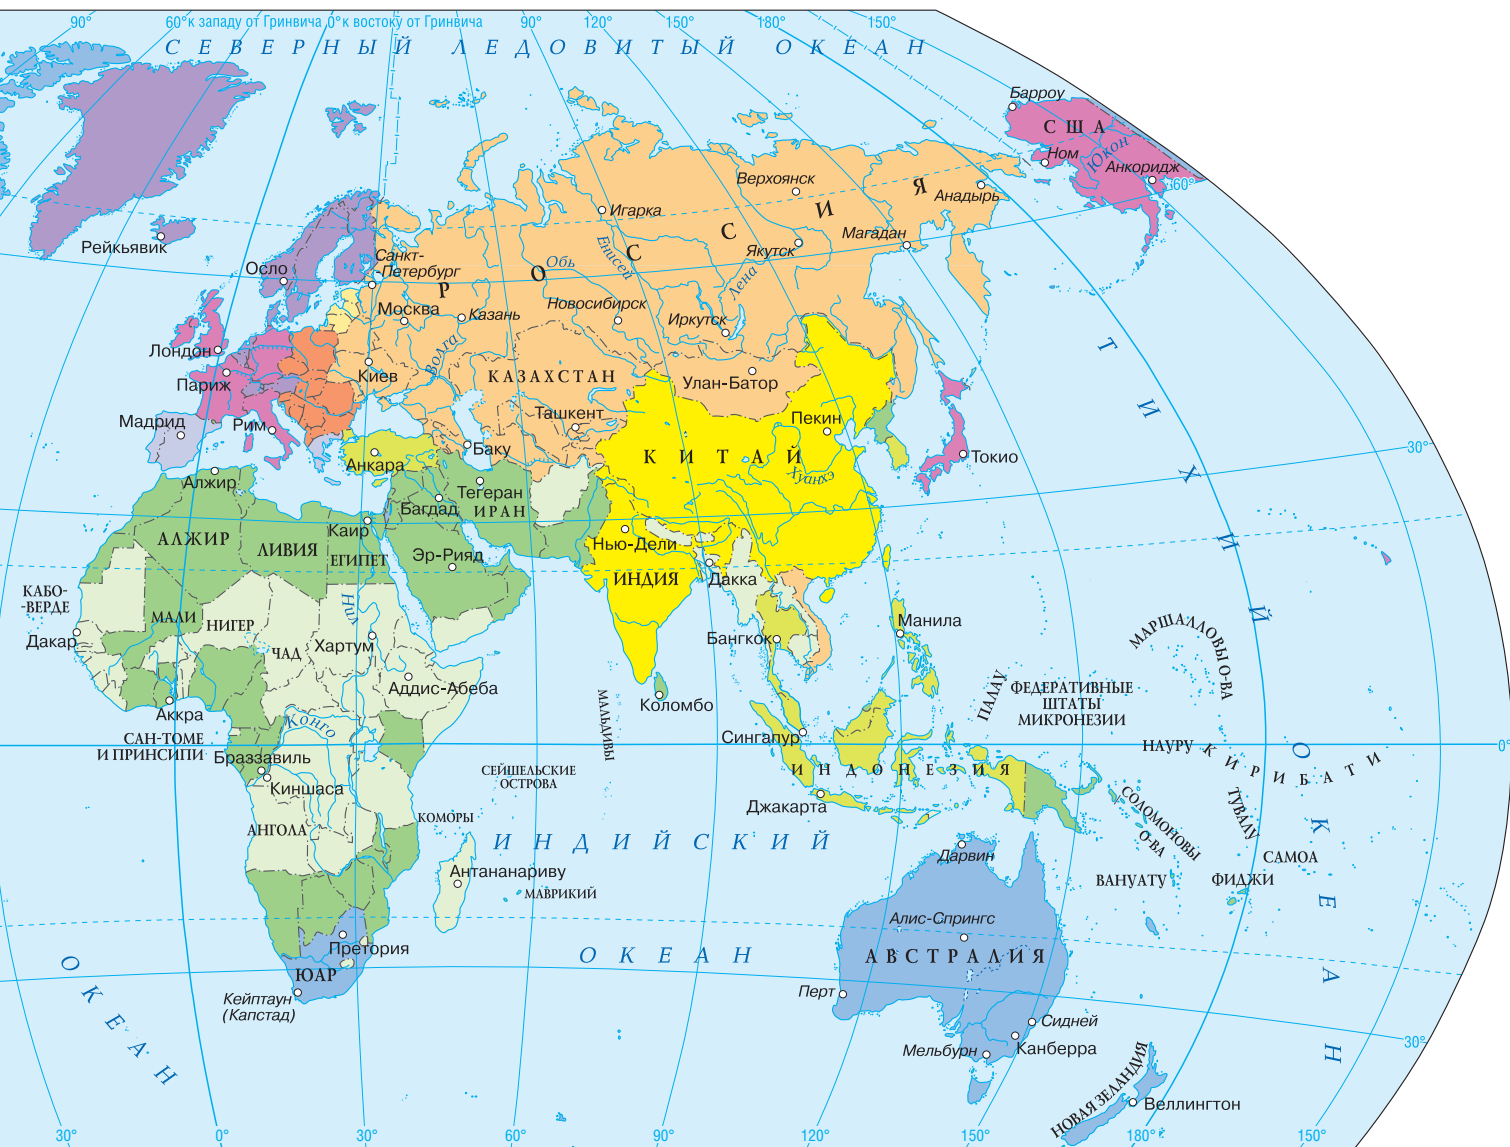 90°
60° к западу от Гринвича
0° к востоку от Гринвича
90°
120°
150°
180°
150°
СЕВЕРНЫЙ ЛЕДОВИТЫЙ ОКЕАН
Барроу
США
Ном
Юкон
Анкоридж
60°
Верхоянск
РОССИЯ
Анадырь
Игарка
Магадан
Якутск
Рейкьявик
Санкт-
-Петербург
Осло
Обь
Енисей
Лена
Москва
Казань
Новосибирск
Иркутск
Волга
Лондон
Париж
Киев
КАЗАХСТАН
Улан-Батор
Мадрид
Рим
Ташкент
Пекин
Анкара
Баку
КИТАЙ
Хуанхэ
Токио
30°
Алжир
Тегеран
Багдад
ИРАН
Каир
АЛЖИР
ЛИВИЯ
ЕГИПЕТ
Эр-Рияд
Нью-Дели
ИНДИЯ
Дакка
КАБО-
-ВЕРДЕ
МАЛИ
НИГЕР
Нил
Дакар
ЧАД
Хартум
Бангкок
Манила
МАРШАЛЛОВЫ О-ВА
Аддис-Абеба
Коломбо
МАЛЬДИВЫ
ПАЛАУ
ФЕДЕРАТИВНЫЕ
ШТАТЫ
МИКРОНЕЗИИ
Аккра
Конго
САН-ТОМЕ
И ПРИНСИПИ
Браззавиль
Сингапур
НАУРУ
КИРИБАТИ
0°
Киншаса
СЕЙШЕЛЬСКИЕ
ОСТРОВА
ИНДОНЕЗИЯ
Джакарта
АНГОЛА
КОМОРЫ
СОЛОМОНОВЫ
О-ВА
ТУВАЛУ
ИНДИЙСКИЙ
Дарвин
САМОА
Антананариву
МАВРИКИЙ
ВАНУАТУ
ФИДЖИ
Алис-Спрингс
Претория
ОКЕАН
АВСТРАЛИЯ
ЮАР
Кейптаун
(Капстад)
Перт
ОКЕАН
Сидней
Мельбурн
Канберра
ТИХИЙ ОКЕАН
30°
НОВАЯ ЗЕЛАНДИЯ
Веллингтон
30°
0°
30°
60°
90°
120°
150°
180°
150°